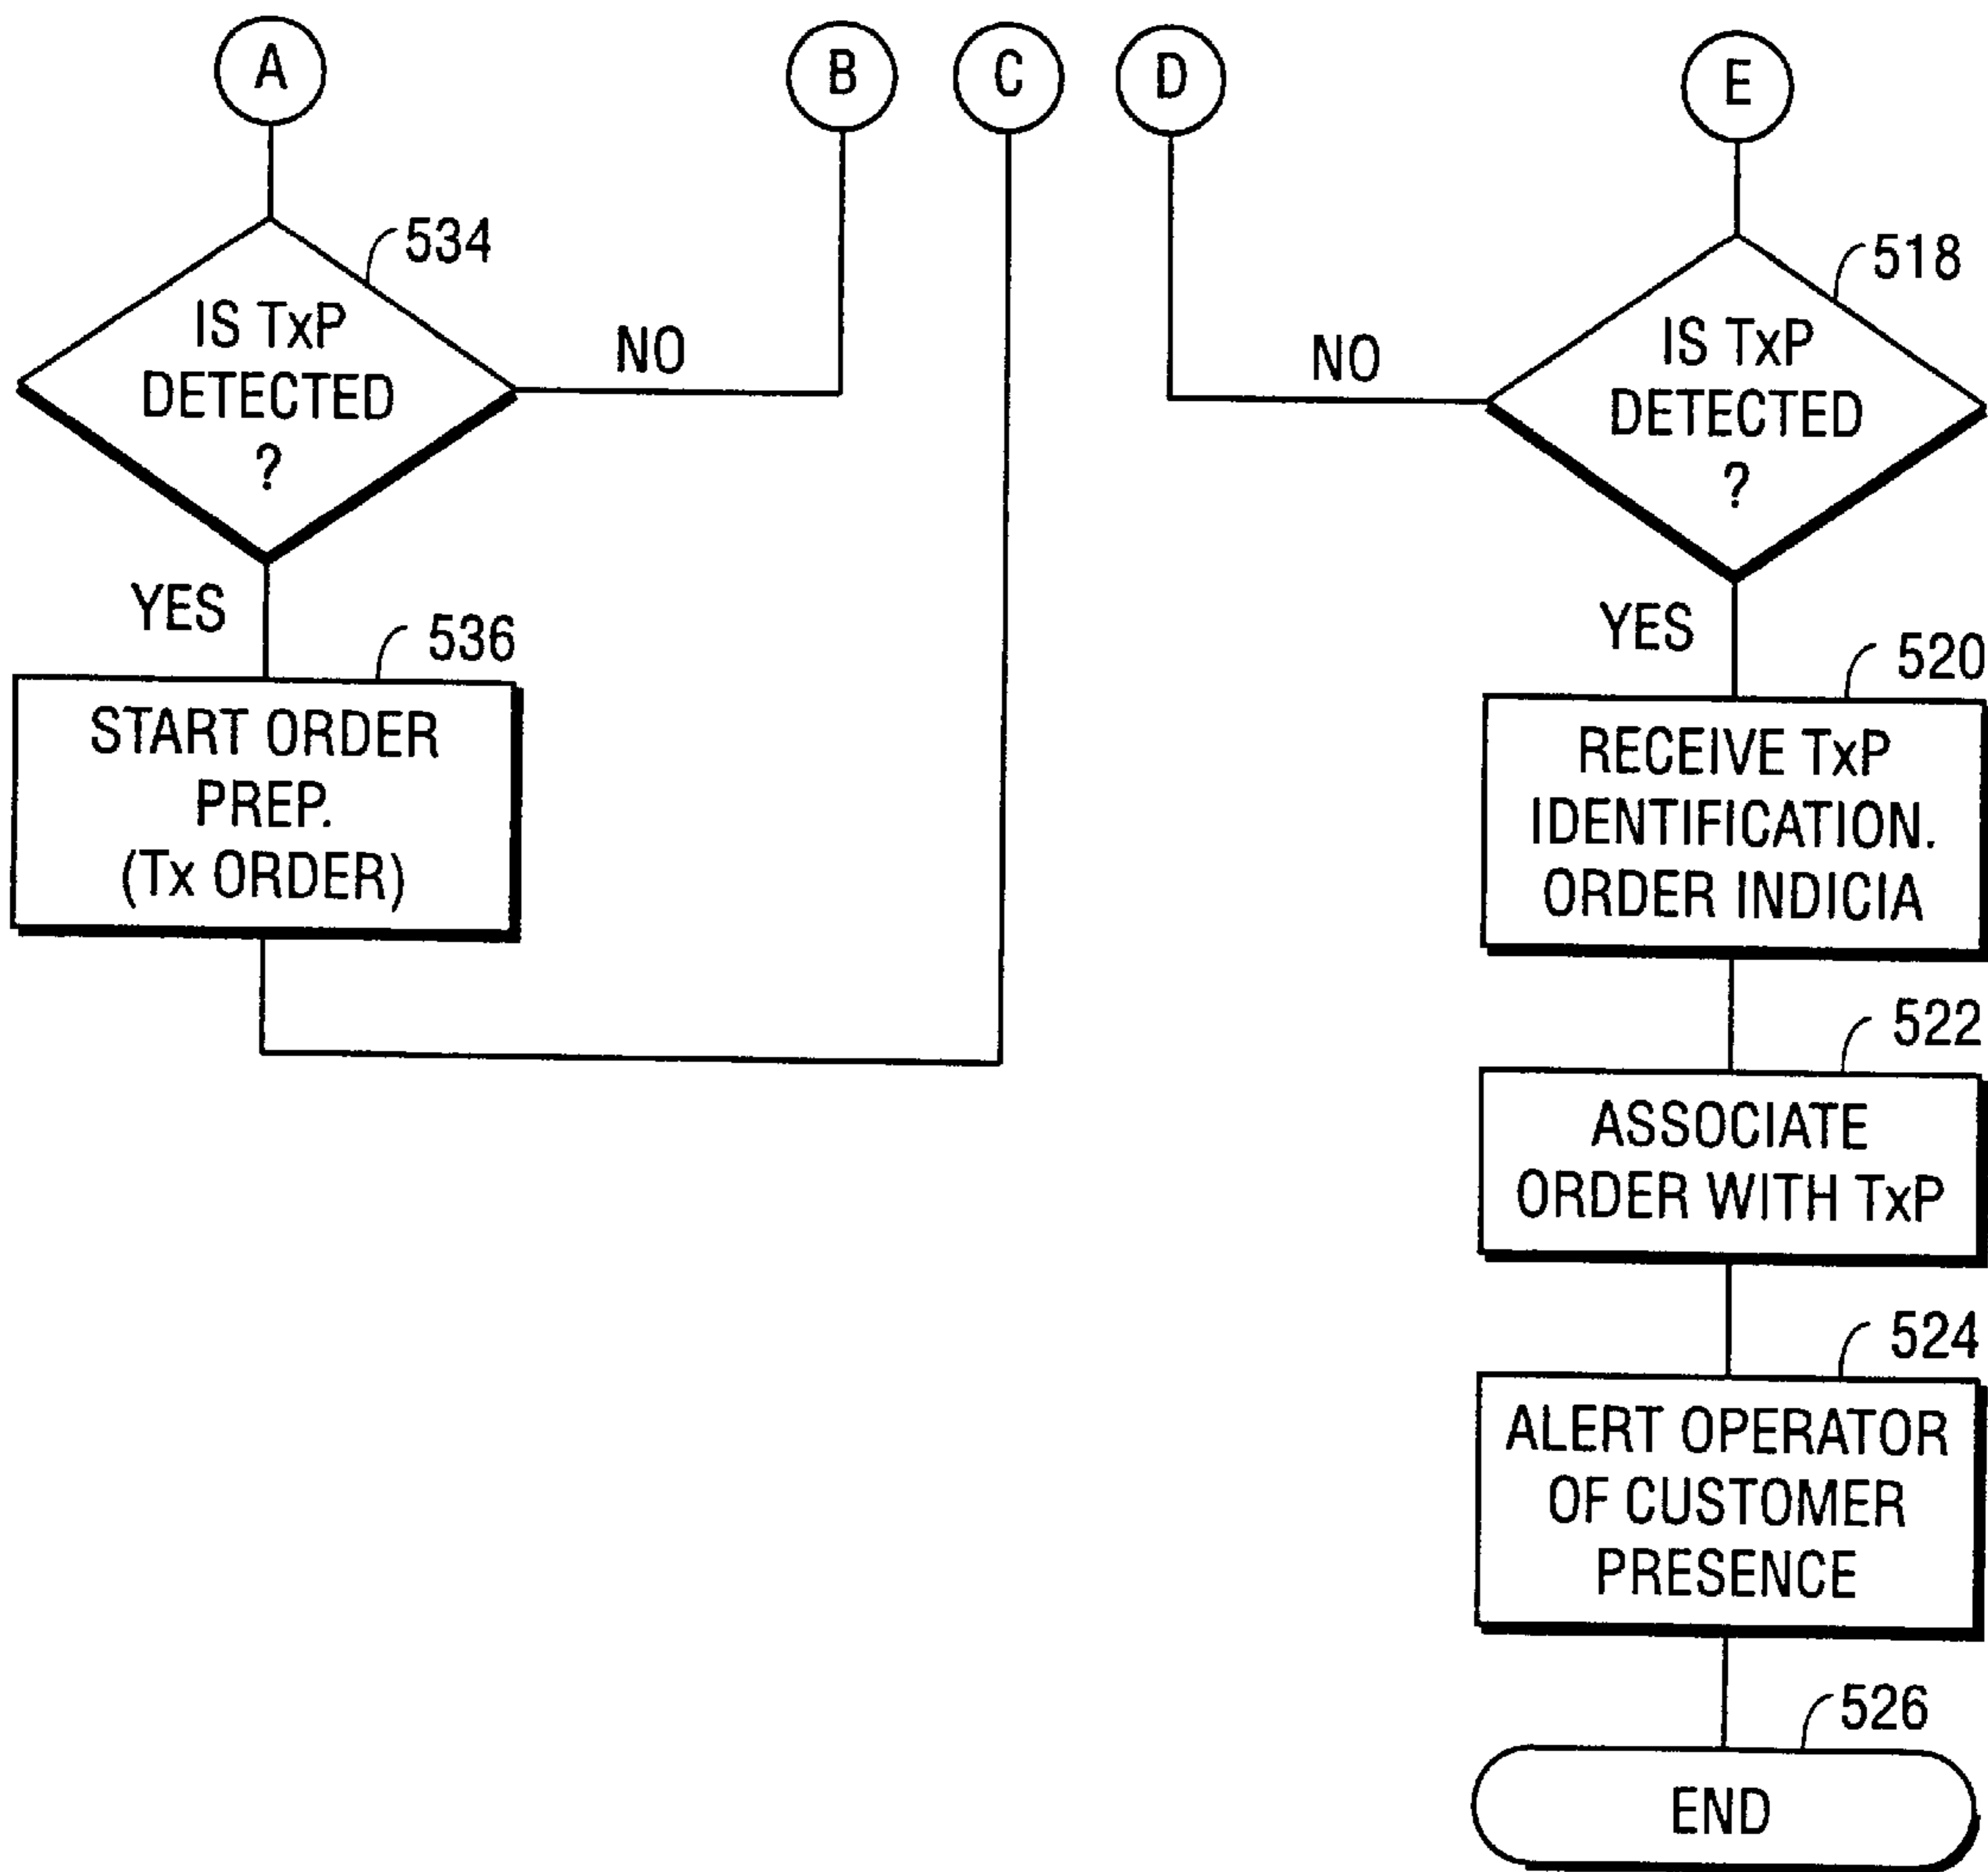 A
B
C
D
E
534
IS TxP
DETECTED
?
NO
YES
536
START ORDER
PREP.
(Tx ORDER)
518
IS TxP
DETECTED
?
NO
YES
520
RECEIVE TxP
IDENTIFICATION.
ORDER INDICIA
522
ASSOCIATE
ORDER WITH TxP
524
ALERT OPERATOR
OF CUSTOMER
PRESENCE
526
END